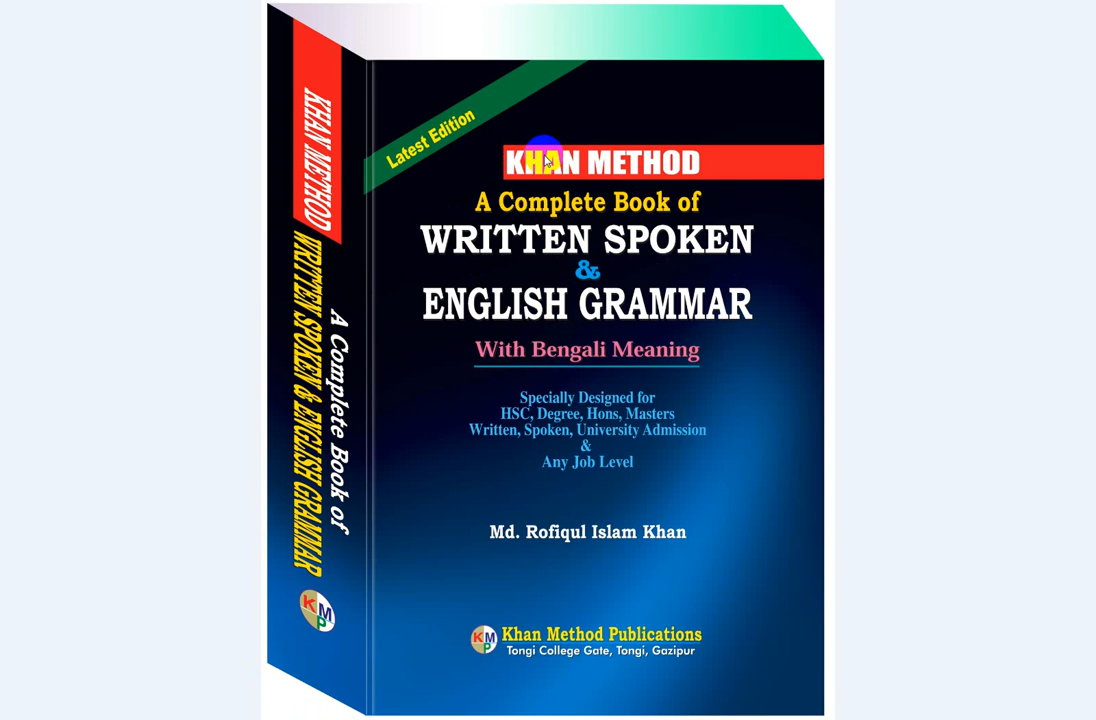 KHAN METHOD
WRITTEN SPOKEN & ENGLISH GRAMMAR
A Complete Book of
KMP
Latest Edition
KHAN METHOD
A Complete Book of
WRITTEN SPOKEN
&
ENGLISH GRAMMAR
With Bengali Meaning
Specially Designed for
HSC, Degree, Hons, Masters
Written, Spoken, University Admission
&
Any Job Level
Md. Rofiqul Islam Khan
KMP
Khan Method Publications
Tongi College Gate, Tongi, Gazipur